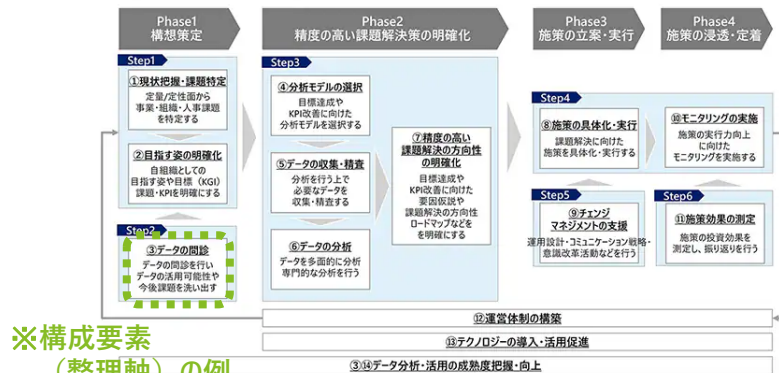 Phase1
構想策定
Phase2
精度の高い課題解決策の明確化
Phase3
施策の立案・実行
Phase4
施策の浸透・定着
Step1
①現状把握・課題特定
定量/定性面から
事業・組織・人事課題
を特定する
②目指す姿の明確化
自組織としての
目指す姿や目標（KGI）
課題・KPIを明確にする
Step2
③データの問診
データの問診を行い
データの活用可能性や
今後課題を洗い出す
Step3
④分析モデルの選択
目標達成や
KPI改善に向けた
分析モデルを選択する
⑤データの収集・精査
分析を行う上で
必要なデータを
収集・精査する
⑥データの分析
データを多面的に分析
専門的な分析を行う
⑦精度の高い
課題解決の方向性
の明確化
目標達成や
KPI改善に向けた
要因仮説や
課題解決の方向性
ロードマップなどを
を明確にする
Step4
⑧施策の具体化・実行
課題解決に向けた
施策を具体化・実行する
⑩モニタリングの実施
施策の実行力向上
に向けた
モニタリングを実施する
Step5
⑨チェンジ
マネジメントの支援
運用設計・コミュニケーション戦略・
意識改革活動などを行う
Step6
⑪施策効果の測定
施策の投資効果を
測定し、振り返りを行う
⑫運営体制の構築
⑬テクノロジーの導入・活用促進
③⑭データ分析・活用の成熟度把握・向上
※構成要素
（整理軸）の例